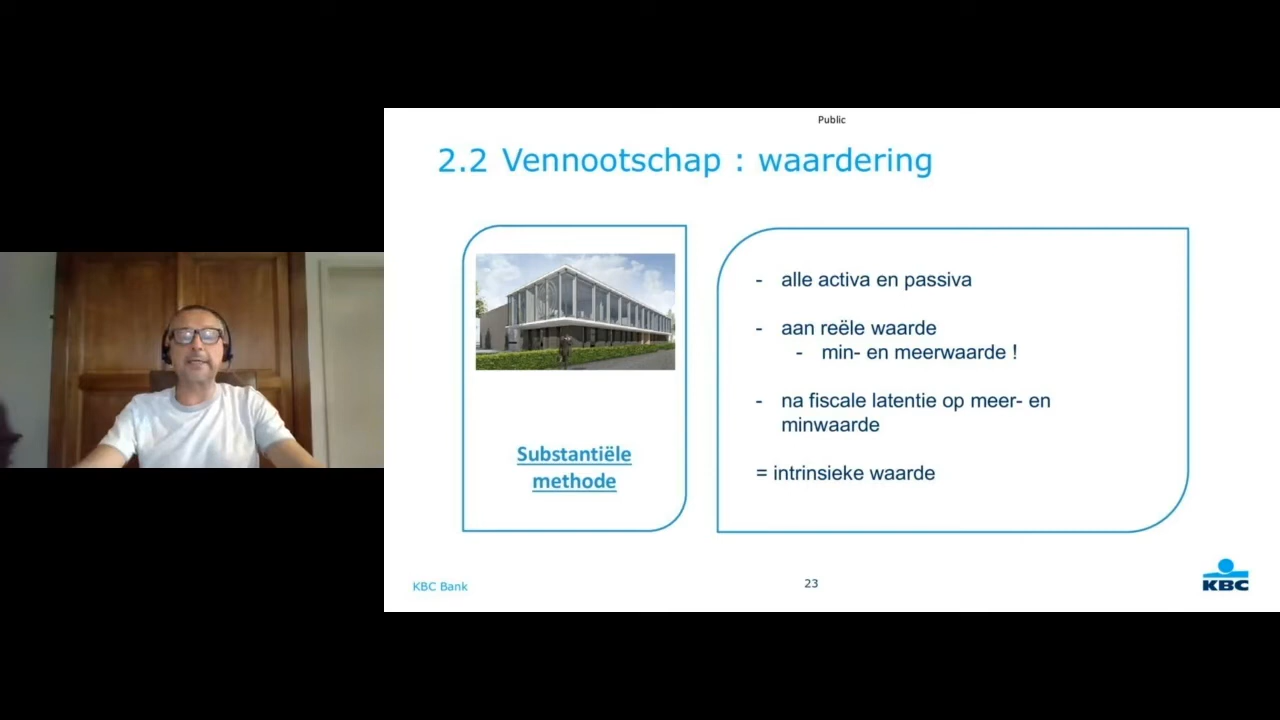 Public
2.2 Vennootschap : waardering
Substantiële
methode
- alle activa en passiva
- aan reële waarde
- min- en meerwaarde !
- na fiscale latentie op meer- en
minwaarde
= intrinsieke waarde
KBC Bank
23
KBC